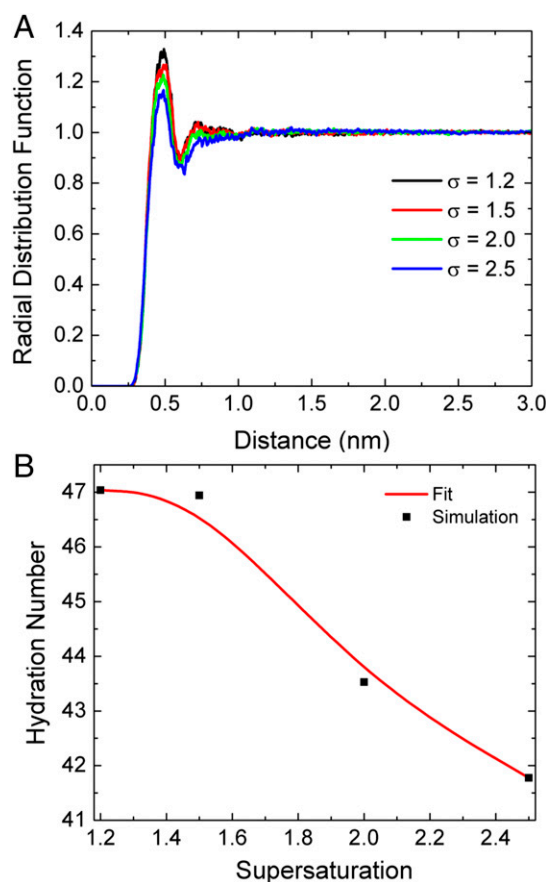 A
Radial Distribution Function
1.4
1.2
1.0
0.8
0.6
0.4
0.2
0.0
σ = 1.2
σ = 1.5
σ = 2.0
σ = 2.5
0.0 0.5 1.0 1.5 2.0 2.5 3.0
Distance (nm)
B
Hydration Number
47
46
45
44
43
42
41
Fit
Simulation
1.2 1.4 1.6 1.8 2.0 2.2 2.4
Supersaturation